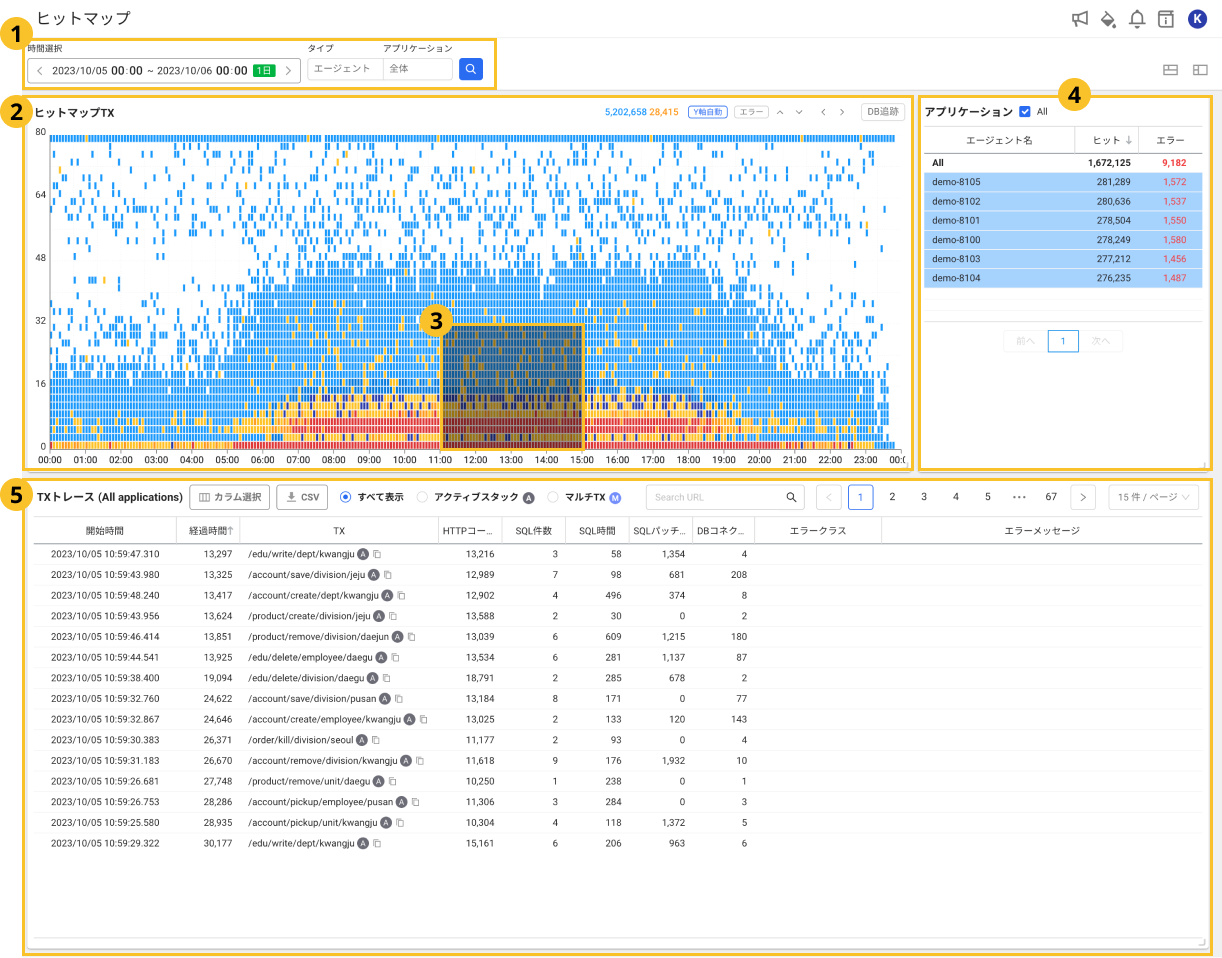 ヒットマップ
K
1
時間選択 タイプ アプリケーション
2023/10/05 00:00 ~ 2023/10/06 00:00 1日 エージェント 全体
2 ヒットマップTX 5,202,658 28,415 Y軸自動 エラー DB追跡
80
64
48
32
16
0
00:00 01:00 02:00 03:00 04:00 05:00 06:00 07:00 08:00 09:00 10:00 11:00 12:00 13:00 14:00 15:00 16:00 17:00 18:00 19:00 20:00 21:00 22:00 23:00 00:0
3
4
アプリケーション All
エージェント名 ヒット ↓ エラー
All 1,672,125 9,182
demo-8105 281,289 1,572
demo-8102 280,636 1,537
demo-8101 278,504 1,550
demo-8100 278,249 1,580
demo-8103 277,212 1,456
demo-8104 276,235 1,487
前へ 1 次へ
5 TXトレース (All applications) カラム選択 CSV すべて表示 アクティブスタック A マルチTX M Search URL < 1 2 3 4 5 ••• 67 > 15 件 / ページ
開始時間 経過時間↑ TX HTTPコー... SQL件数 SQL時間 SQLパッチ... DBコネク... エラークラス エラーメッセージ
2023/10/05 10:59:47.310 13,297 /edu/write/dept/kwangju A 13,216 3 58 1,354 4
2023/10/05 10:59:43.980 13,325 /account/save/division/jeju A 12,989 7 98 681 208
2023/10/05 10:59:48.240 13,417 /account/create/dept/kwangju A 12,902 4 496 374 8
2023/10/05 10:59:43.956 13,624 /product/create/division/jeju A 13,588 2 30 0 2
2023/10/05 10:59:46.414 13,851 /product/remove/division/daejun A 13,039 6 609 1,215 180
2023/10/05 10:59:44.541 13,925 /edu/delete/employee/daegu A 13,534 6 281 1,137 87
2023/10/05 10:59:38.400 19,094 /edu/delete/division/daegu A 18,791 2 285 678 2
2023/10/05 10:59:32.760 24,622 /account/save/division/pusan A 13,184 8 171 0 77
2023/10/05 10:59:32.867 24,646 /account/create/employee/kwangju A 13,025 2 133 120 143
2023/10/05 10:59:30.383 26,371 /order/kill/division/seoul A 11,177 2 93 0 4
2023/10/05 10:59:31.183 26,670 /account/remove/division/kwangju A 11,618 9 176 1,932 10
2023/10/05 10:59:26.681 27,748 /product/remove/unit/daegu A 10,250 1 238 0 1
2023/10/05 10:59:26.753 28,286 /account/pickup/employee/pusan A 11,306 3 284 0 3
2023/10/05 10:59:25.580 28,935 /account/pickup/unit/kwangju A 10,304 4 118 1,372 5
2023/10/05 10:59:29.322 30,177 /edu/write/dept/kwangju A 15,161 6 206 963 6